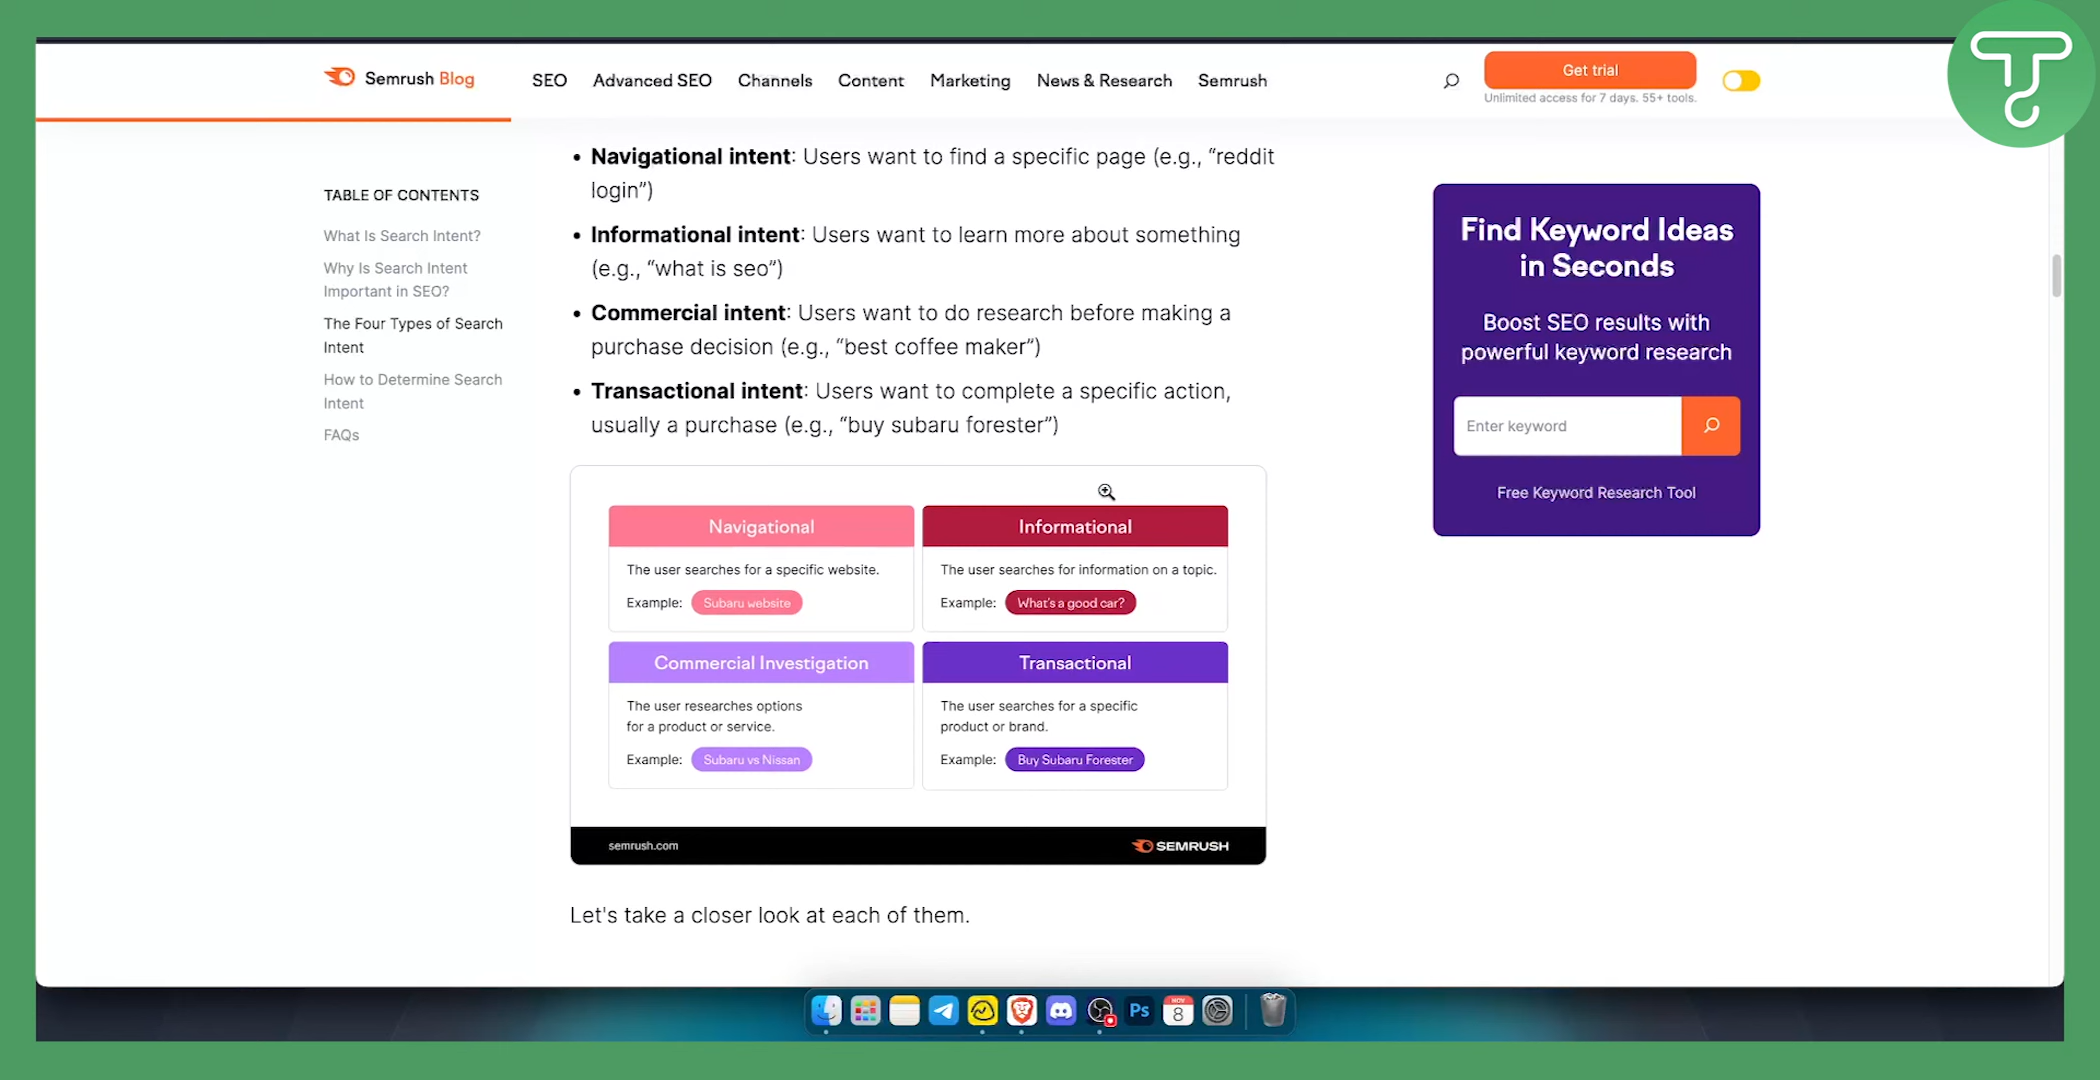 Semrush Blog
SEO
Advanced SEO
Channels
Content
Marketing
News & Research
Semrush
Get trial
Unlimited access for 7 days. 55+ tools.
TABLE OF CONTENTS
What Is Search Intent?
Why Is Search Intent
Important in SEO?
The Four Types of Search
Intent
How to Determine Search
Intent
FAQs
• Navigational intent: Users want to find a specific page (e.g., “reddit
login”)
• Informational intent: Users want to learn more about something
(e.g., “what is seo”)
• Commercial intent: Users want to do research before making a
purchase decision (e.g., “best coffee maker”)
• Transactional intent: Users want to complete a specific action,
usually a purchase (e.g., “buy subaru forester”)
Navigational
The user searches for a specific website.
Example: Subaru website
Informational
The user searches for information on a topic.
Example: What's a good car?
Commercial Investigation
The user researches options
for a product or service.
Example: Subaru vs Nissan
Transactional
The user searches for a specific
product or brand.
Example: Buy Subaru Forester
semrush.com
SEMRUSH
Let's take a closer look at each of them.
Find Keyword Ideas
in Seconds
Boost SEO results with
powerful keyword research
Enter keyword
Free Keyword Research Tool
Ps
NOV
8